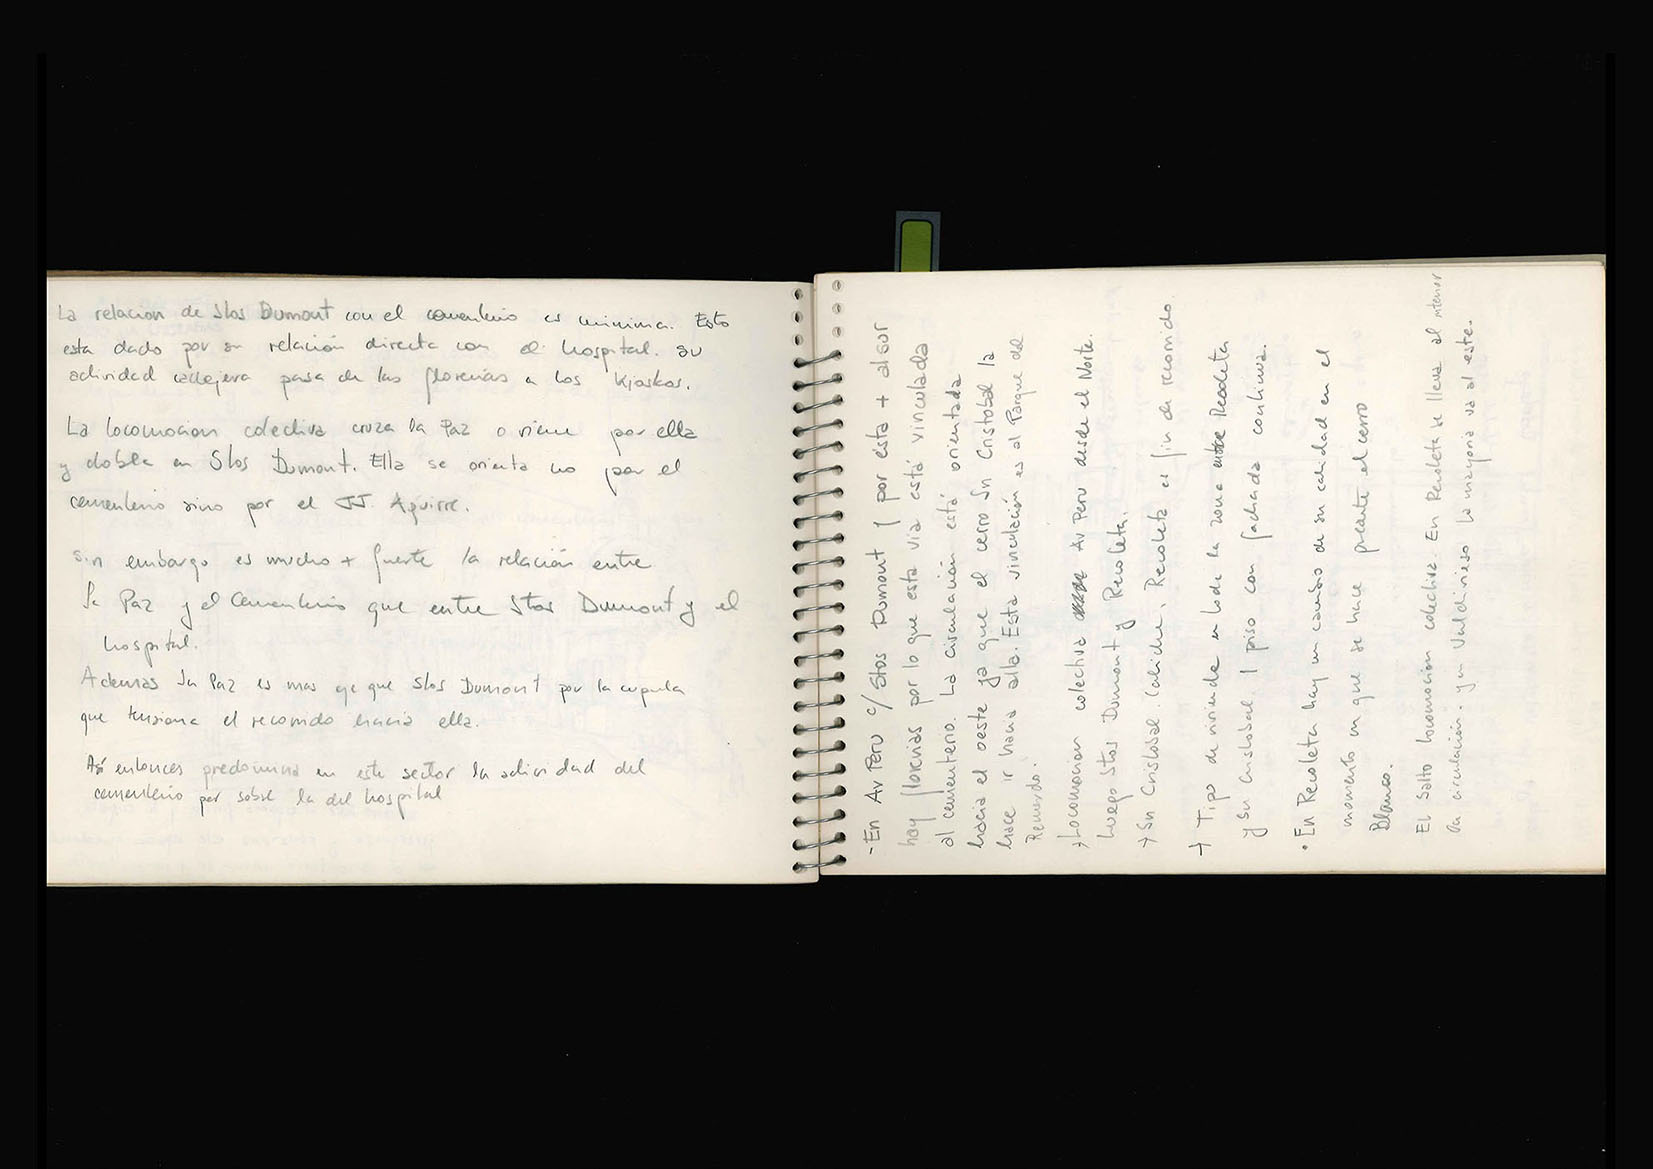 La relacion de Stos Dumont con el cementerio es minima. Esto
esta dado por su relación directa con el hospital. su
actividad callejera pasa de las florerias a los Kioskos.
La locomocion colectiva cruza la Paz o viene por ella
y dobla en Stos Dumont. Ella se orienta no por el
cementerio sino por el JJ. Aguirre.
sin embargo es mucho + fuerte la relación entre
la Paz y el Cementerio que entre Stos Dumont y el
hospital.
Ademas la Paz es mas eje que Stos Dumont por la cupula
que tensiona el recorrido hacia ella.
Así entonces predomina en este sector la actividad del
cementerio por sobre la del hospital
- En Av Peru c/ Stos Dumont y por ésta + al sur
hay florerias por lo que esta via está vinculada
al cementerio. La circulación está orientada
hacia el oeste ya que el cerro Sn Cristobal la
hace ir hacia alla. Esta vinculación es al Parque del
Recuerdo.
→ Locomocion colectiva Av Peru desde el Norte.
luego Stos Dumont y Recoleta.
→ Sn Cristobal. Recoleta es fin de recorrido
→ Tipo de vivienda en toda la zona entre Recoleta
y Sn Cristobal 1 piso con fachada continua.
• En Recoleta hay un cambio de su calidad en el
momento en que se hace presente el cerro
Blanco.
El Salto locomoción colectiva. En Recoleta se lleva al interior
la circulación. y en Valdivieso la mayoria va al este.